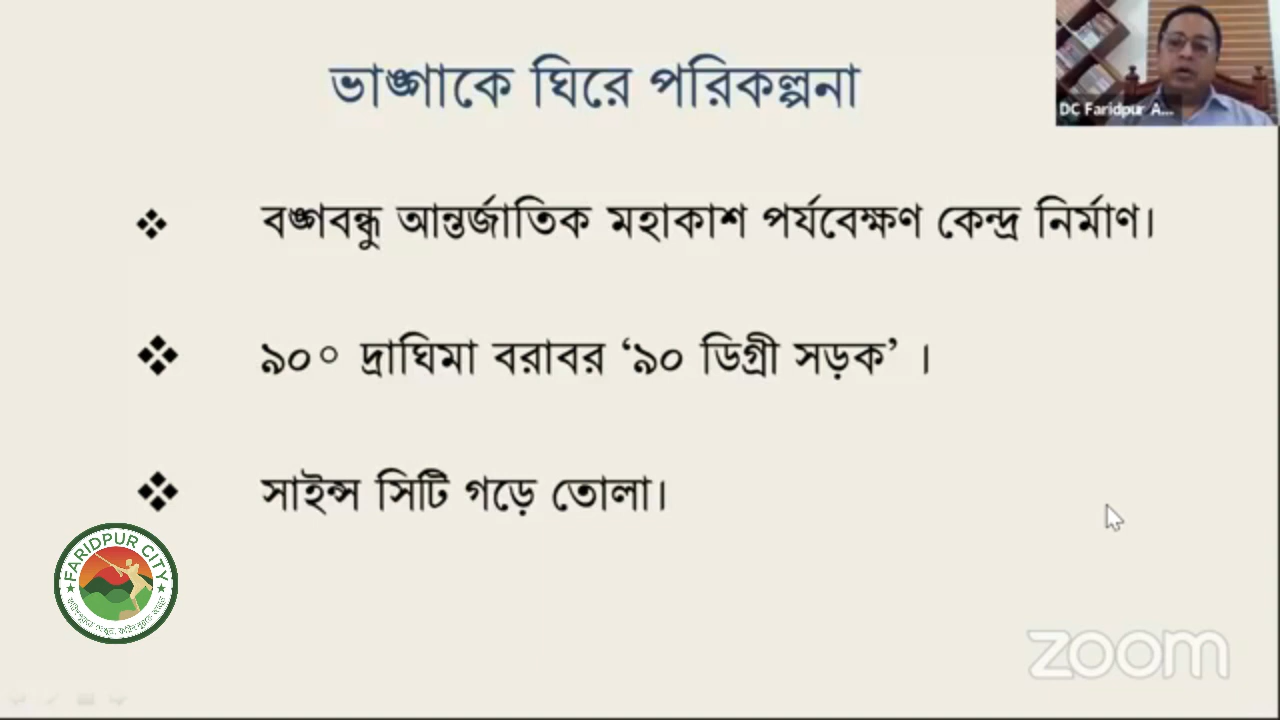 ভাঙ্গাকে ঘিরে পরিকল্পনা
DC Faridpur A...
বঙ্গবন্ধু আন্তর্জাতিক মহাকাশ পর্যবেক্ষণ কেন্দ্র নির্মাণ।
৯০° দ্রাঘিমা বরাবর ‘৯০ ডিগ্রী সড়ক’ ।
সাইন্স সিটি গড়ে তোলা।
FARIDPUR CITY
zoom